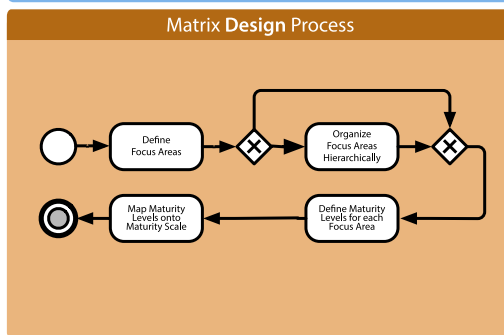 Matrix Design Process
Define
Focus Areas
Organize
Focus Areas
Hierarchically
Map Maturity
Levels onto
Maturity Scale
Define Maturity
Levels for each
Focus Area